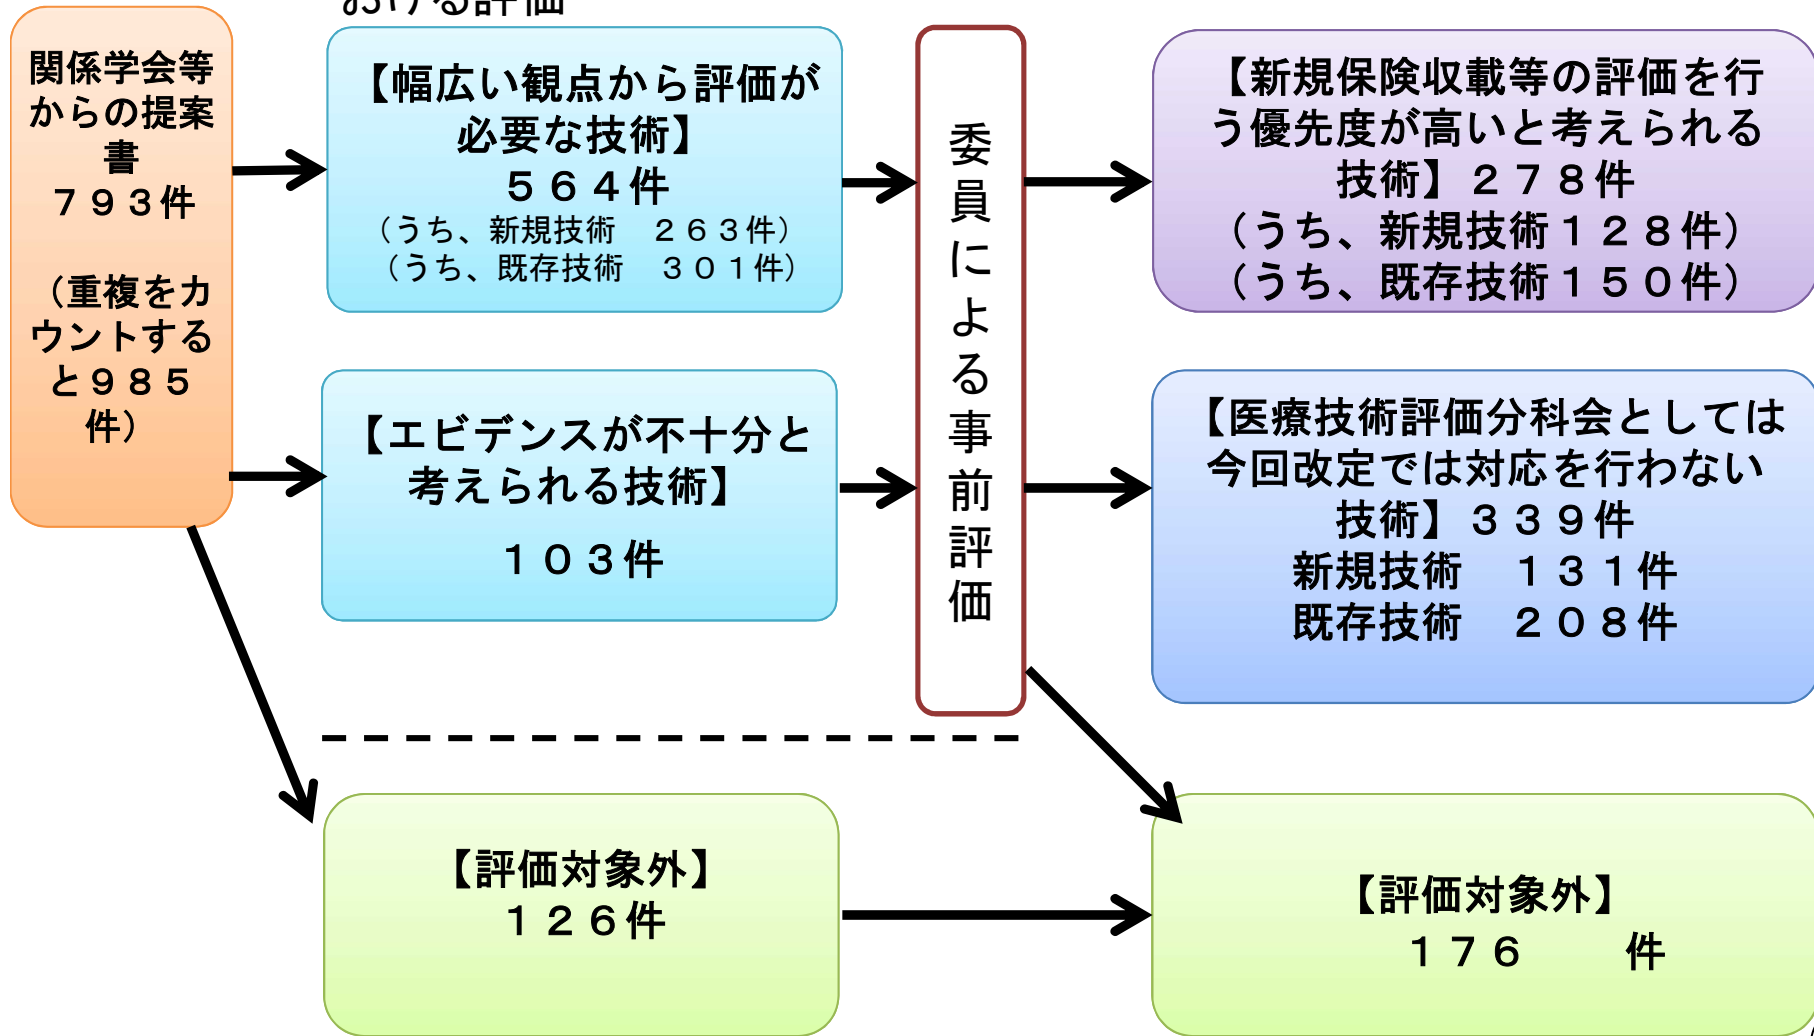 おける評価
関係学会等
からの提案
書
７９３件
（重複をカ
ウントする
と９８５
件）
【幅広い観点から評価が
必要な技術】
５６４件
（うち、新規技術　２６３件）
（うち、既存技術　３０１件）
【エビデンスが不十分と
考えられる技術】
１０３件
【評価対象外】
１２６件
委員による事前評価
【新規保険収載等の評価を行
う優先度が高いと考えられる
技術】２７８件
（うち、新規技術１２８件）
（うち、既存技術１５０件）
【医療技術評価分科会としては
今回改定では対応を行わない
技術】３３９件
新規技術　１３１件
既存技術　２０８件
【評価対象外】
１７６　　件